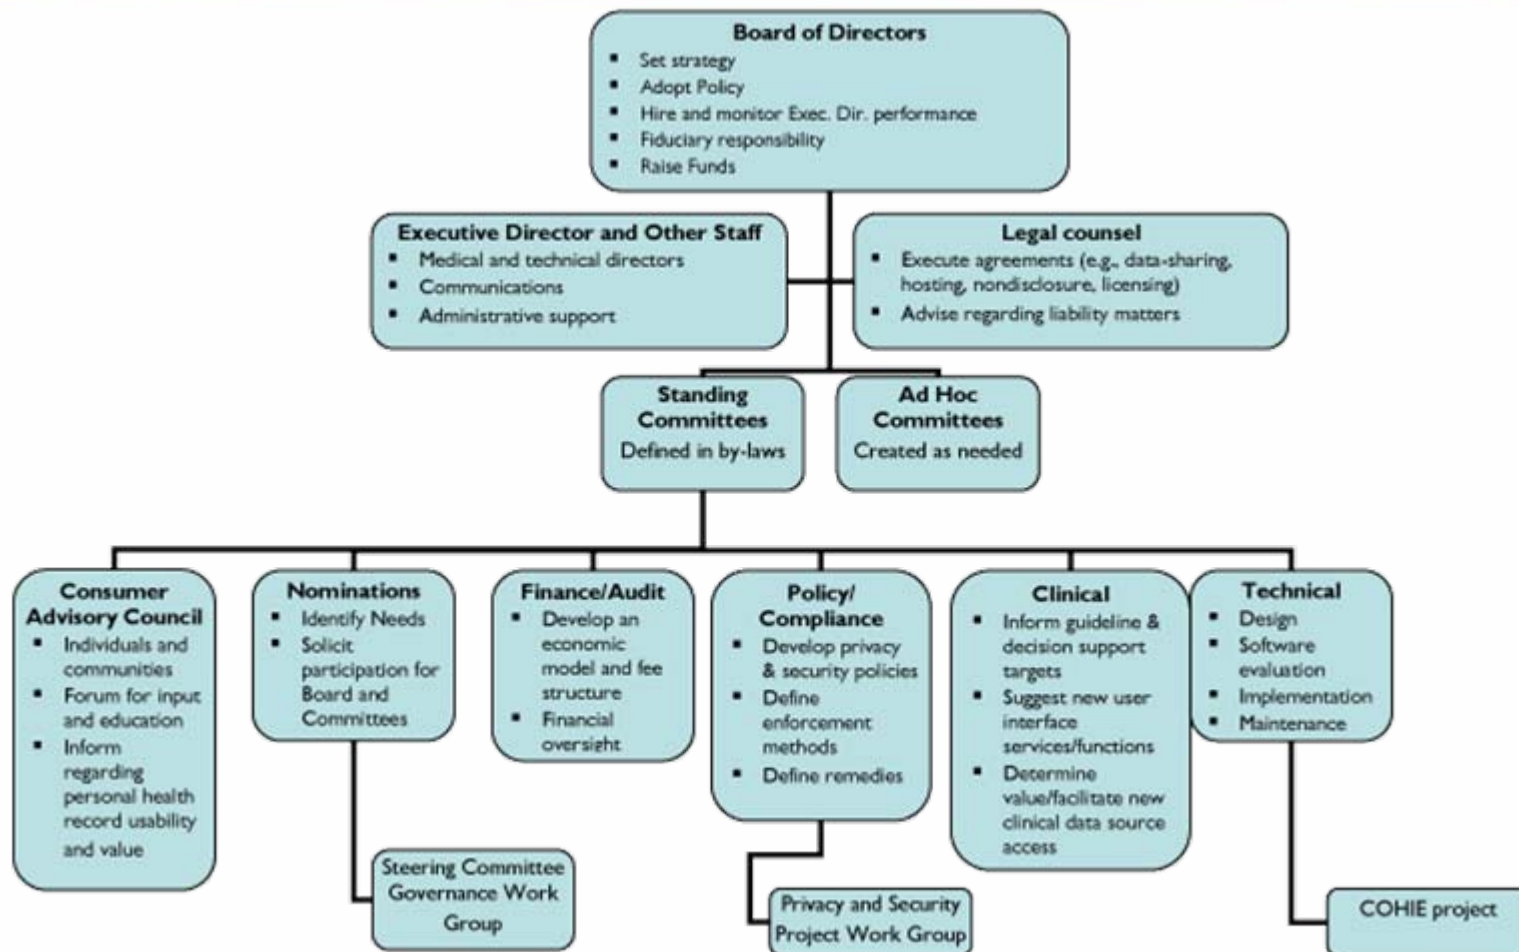 Board of Directors
▪ Set strategy
▪ Adopt Policy
▪ Hire and monitor Exec. Dir. performance
▪ Fiduciary responsibility
▪ Raise Funds
Executive Director and Other Staff
▪ Medical and technical directors
▪ Communications
▪ Administrative support
Legal counsel
▪ Execute agreements (e.g., data-sharing,
hosting, nondisclosure, licensing)
▪ Advise regarding liability matters
Standing
Committees
Defined in by-laws
Ad Hoc
Committees
Created as needed
Consumer
Advisory Council
▪ Individuals and
communities
▪ Forum for input
and education
▪ Inform
regarding
personal health
record usability
and value
Nominations
▪ Identify Needs
▪ Solicit
participation for
Board and
Committees
Finance/Audit
▪ Develop an
economic
model and fee
structure
▪ Financial
oversight
Policy/
Compliance
▪ Develop privacy
& security policies
▪ Define
enforcement
methods
▪ Define remedies
Clinical
▪ Inform guideline &
decision support
targets
▪ Suggest new user
interface
services/functions
▪ Determine
value/facilitate new
clinical data source
access
Technical
▪ Design
▪ Software
evaluation
▪ Implementation
▪ Maintenance
Steering Committee
Governance Work
Group
Privacy and Security
Project Work Group
COHIE project